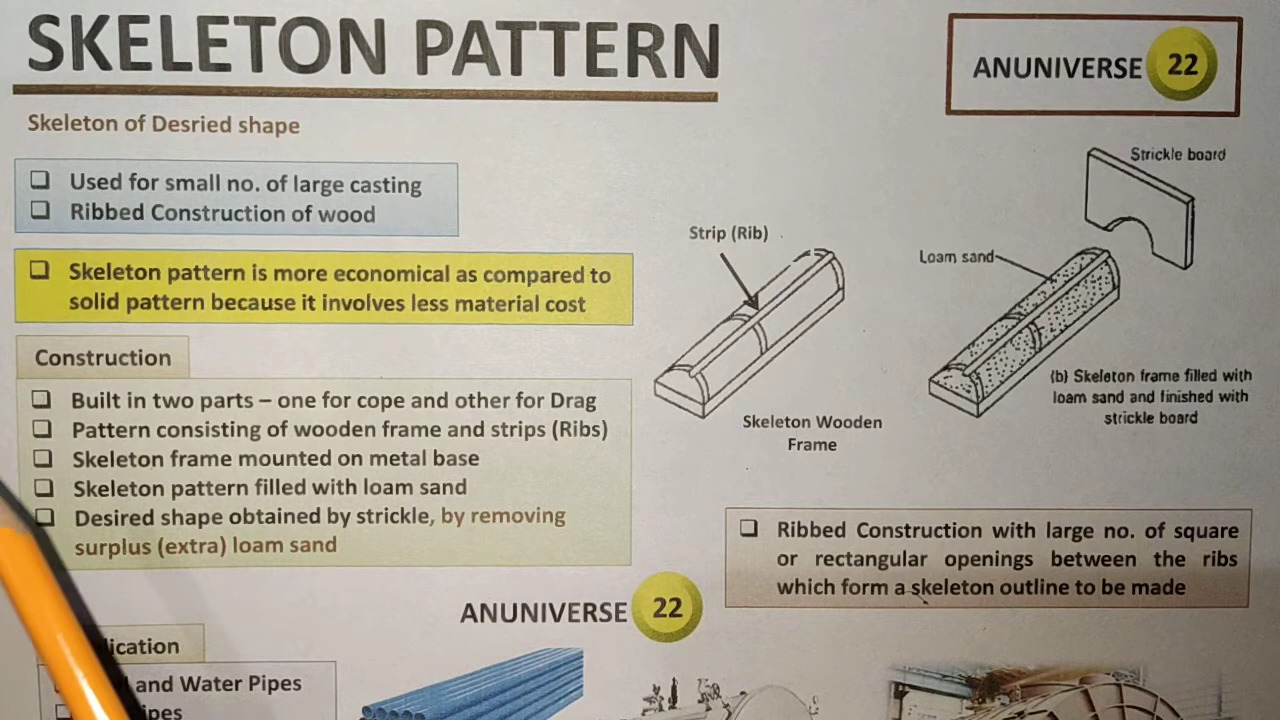 SKELETON PATTERN
ANUNIVERSE 22
Skeleton of Desried shape
Used for small no. of large casting
Ribbed Construction of wood
Skeleton pattern is more economical as compared to
solid pattern because it involves less material cost
Construction
Built in two parts – one for cope and other for Drag
Pattern consisting of wooden frame and strips (Ribs)
Skeleton frame mounted on metal base
Skeleton pattern filled with loam sand
Desired shape obtained by strickle, by removing
surplus (extra) loam sand
Strip (Rib)
Skeleton Wooden
Frame
Strickle board
Loam sand
(b) Skeleton frame filled with
loam sand and finished with
strickle board
Ribbed Construction with large no. of square
or rectangular openings between the ribs
which form a skeleton outline to be made
ANUNIVERSE 22
and Water Pipes